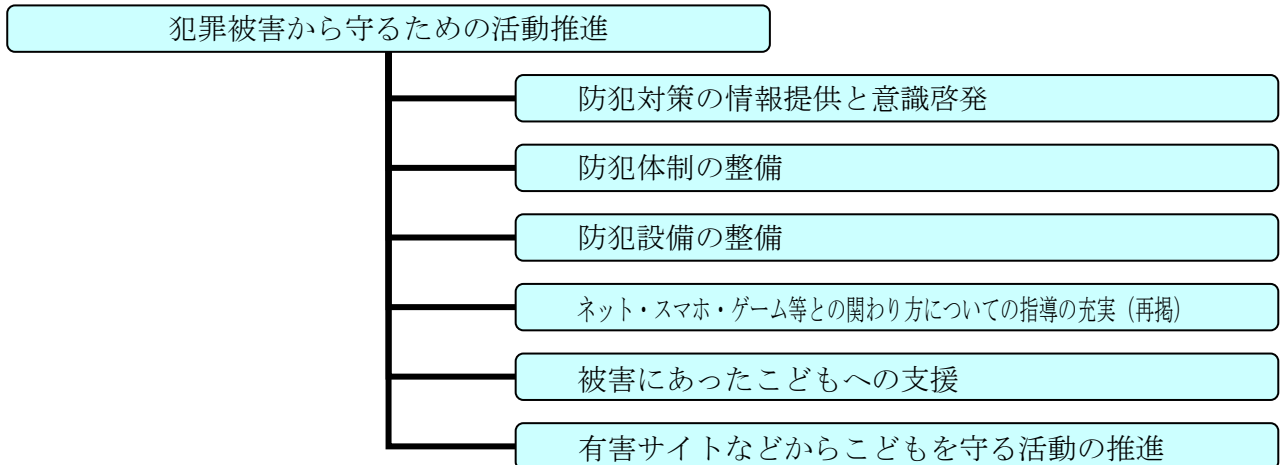 犯罪被害から守るための活動推進
防犯対策の情報提供と意識啓発
防犯体制の整備
防犯設備の整備
ネット・スマホ・ゲーム等との関わり方についての指導の充実（再掲）
被害にあったこどもへの支援
有害サイトなどからこどもを守る活動の推進